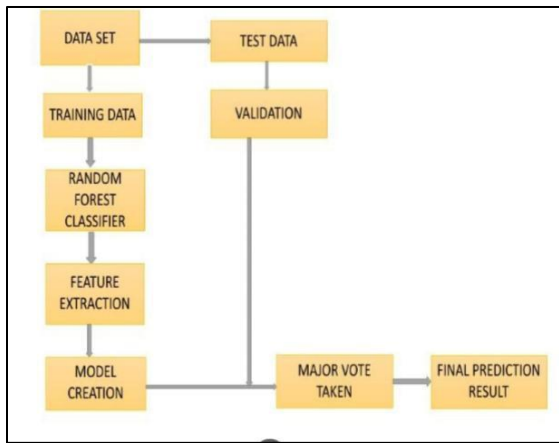 DATA SET
TEST DATA
TRAINING DATA
VALIDATION
RANDOM
FOREST
CLASSIFIER
FEATURE
EXTRACTION
MODEL
CREATION
MAJOR VOTE
TAKEN
FINAL PREDICTION
RESULT